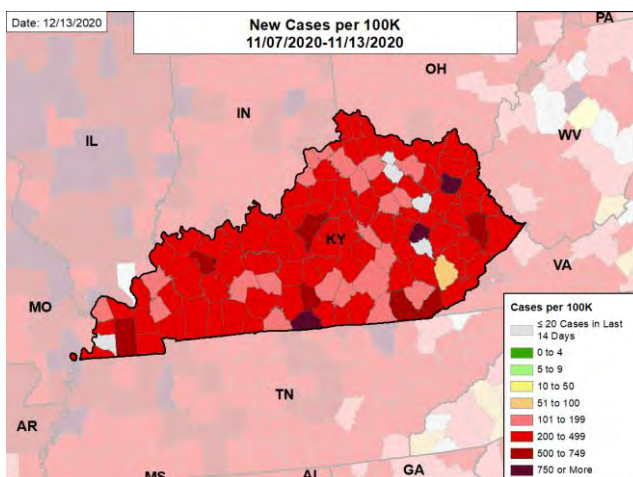 Date: 12/13/2020
New Cases per 100K
11/07/2020-11/13/2020
PA
OH
IN
IL
WV
KY
VA
MO
TN
AR
MS
AL
GA
Cases per 100K
≤ 20 Cases in Last
14 Days
0 to 4
5 to 9
10 to 50
51 to 100
101 to 199
200 to 499
500 to 749
750 or More